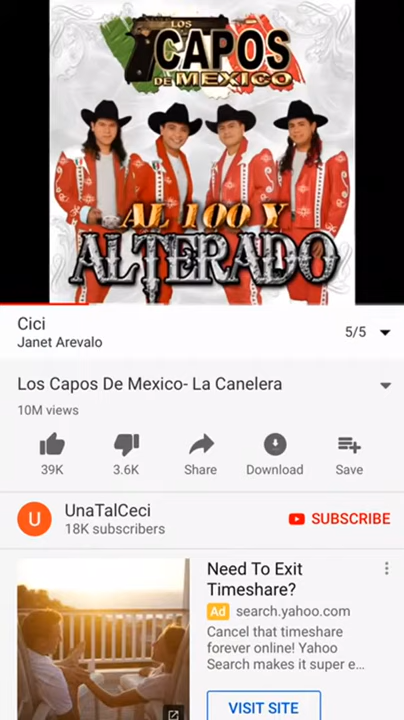 LOS
CAPOS
DE MEXICO
AL 100 Y
ALTERADO
Cici
Janet Arevalo
5/5
Los Capos De Mexico- La Canelera
10M views
39K
3.6K
Share
Download
Save
U
UnaTalCeci
18K subscribers
SUBSCRIBE
Need To Exit
Timeshare?
Ad search.yahoo.com
Cancel that timeshare
forever online! Yahoo
Search makes it super e...
VISIT SITE